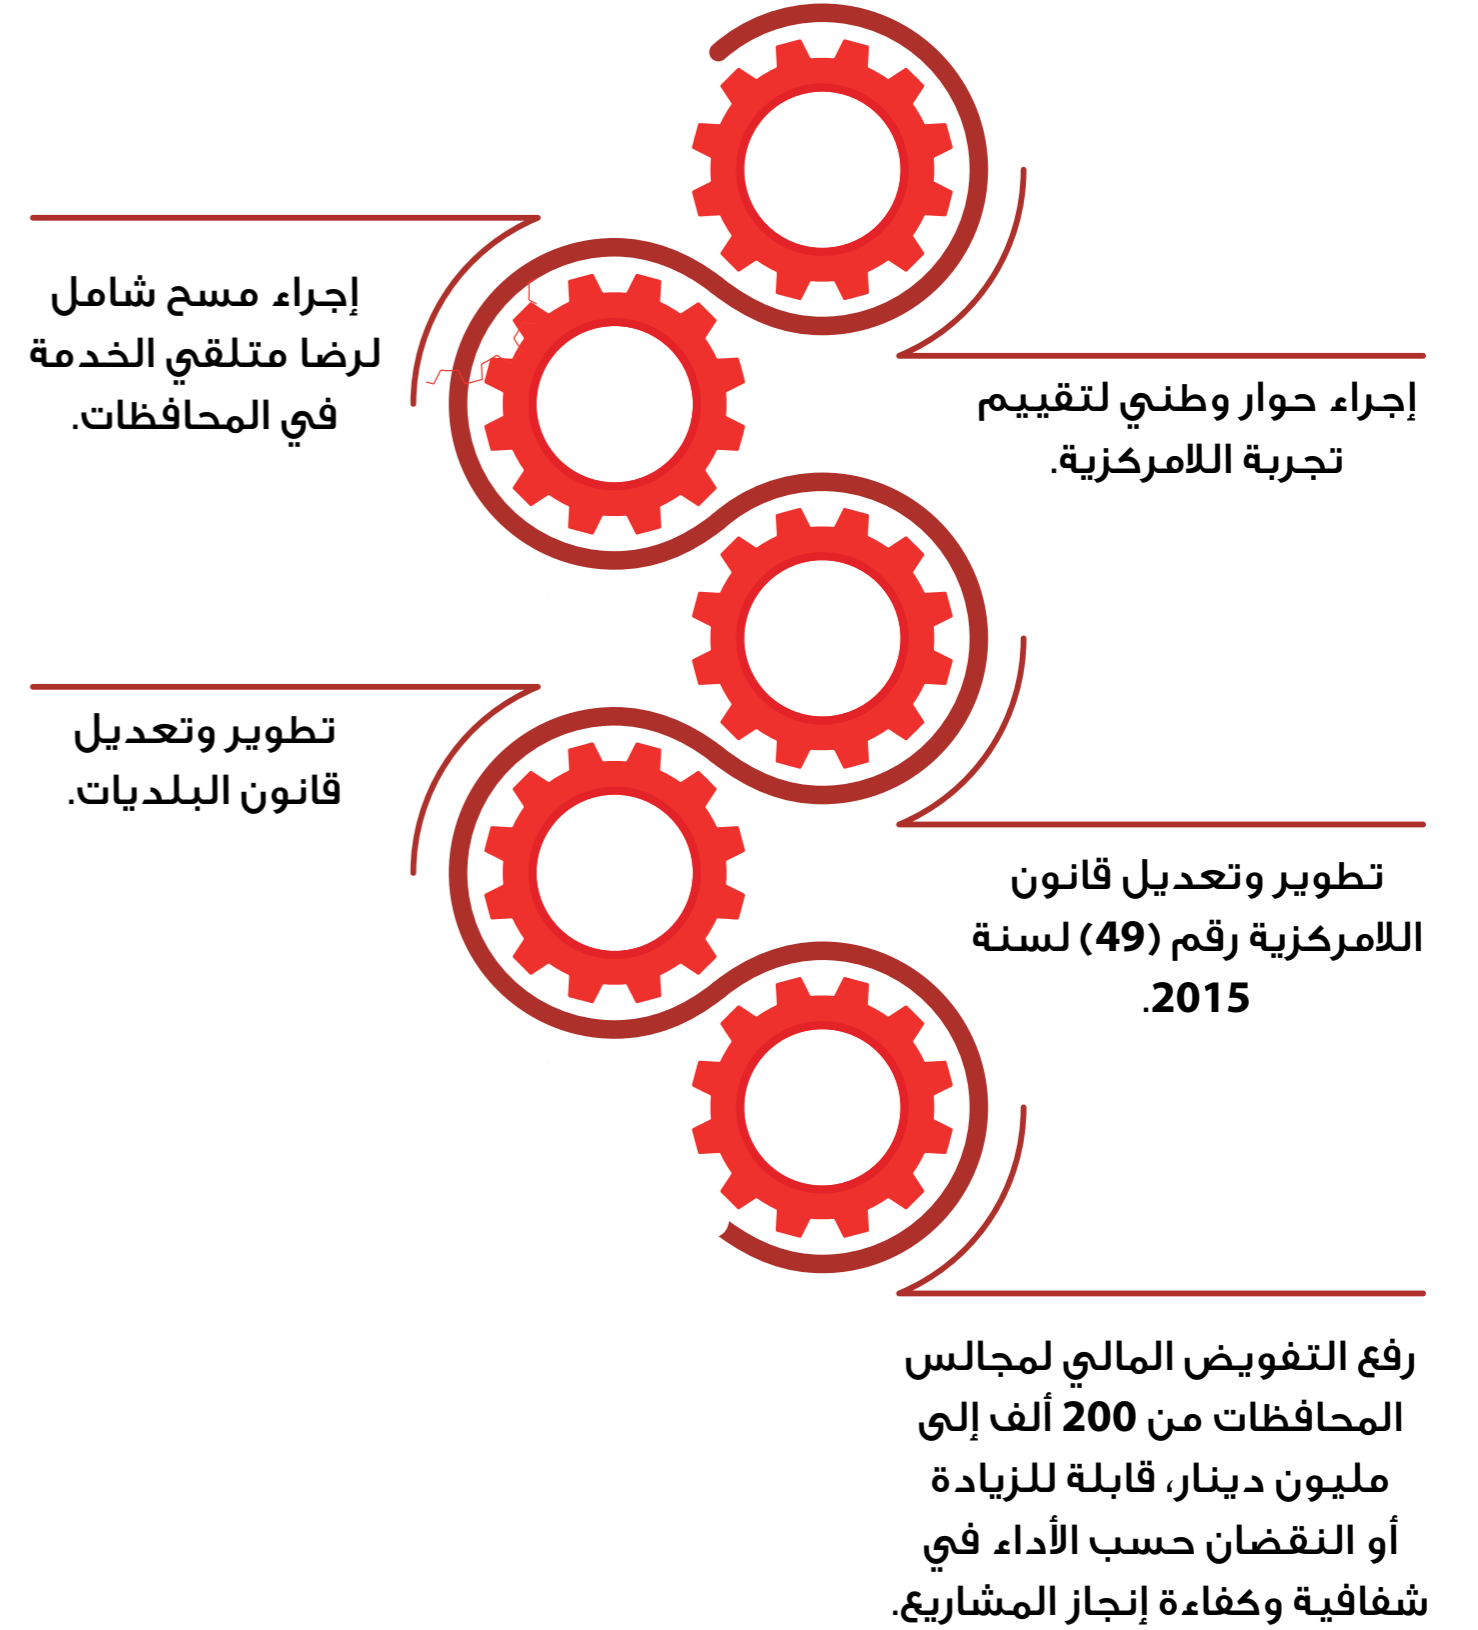 إجراء حوار وطني لتقييم
تجربة اللامركزية.
إجراء مسح شامل
لرضا متلقي الخدمة
في المحافظات.
تطوير وتعديل قانون
اللامركزية رقم (49) لسنة
2015.
تطوير وتعديل
قانون البلديات.
رفع التفويض المالي لمجالس
المحافظات من 200 ألف إلى
مليون دينار، قابلة للزيادة
أو النقضان حسب الأداء في
شفافية وكفاءة إنجاز المشاريع.